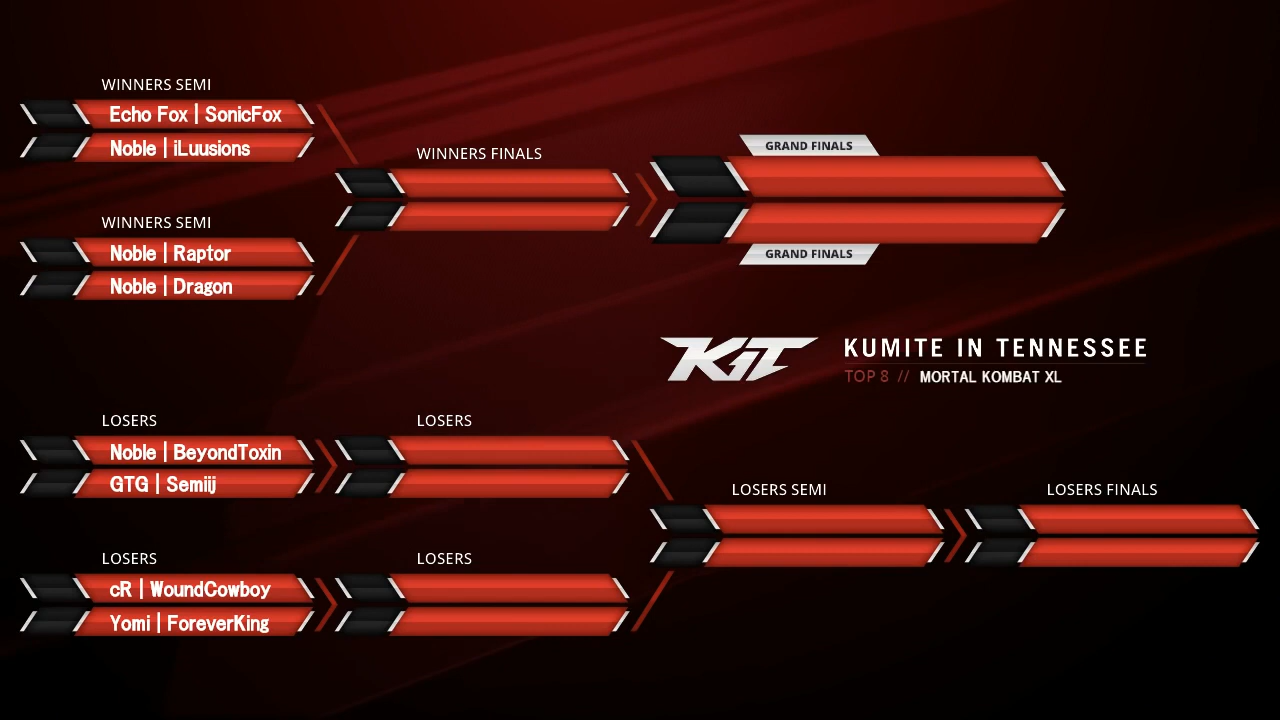 WINNERS SEMI
Echo Fox | SonicFox
Noble | iLuusions
WINNERS FINALS
GRAND FINALS
WINNERS SEMI
Noble | Raptor
Noble | Dragon
GRAND FINALS
KIT KUMITE IN TENNESSEE
TOP 8 // MORTAL KOMBAT XL
LOSERS
Noble | BeyondToxin
GTG | Semiij
LOSERS
LOSERS SEMI
LOSERS FINALS
LOSERS
cR | WoundCowboy
Yomi | ForeverKing
LOSERS